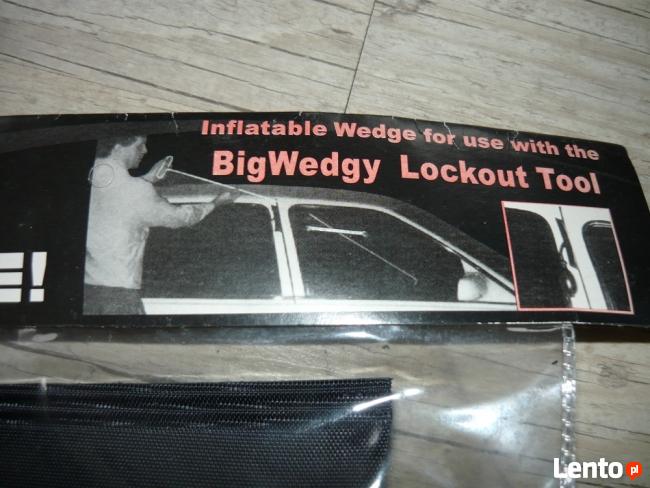 Inflatable Wedge for use with the
BigWedgy Lockout Tool
E!
Lento.pl